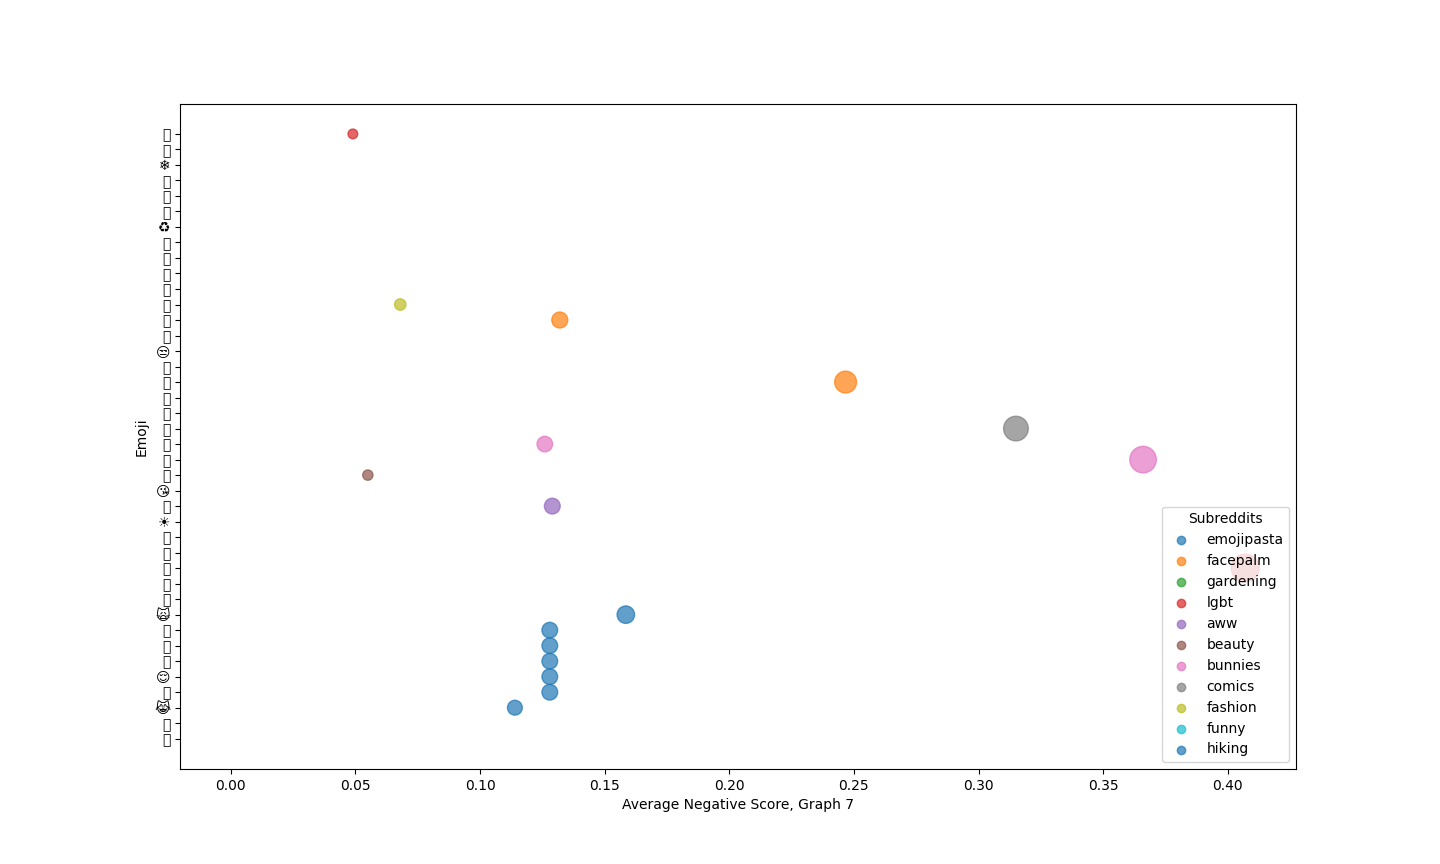 ❄
♻
Emoji
☀
Subreddits
emojipasta
facepalm
gardening
lgbt
aww
beauty
bunnies
comics
fashion
funny
hiking
0.00 0.05 0.10 0.15 0.20 0.25 0.30 0.35 0.40
Average Negative Score, Graph 7